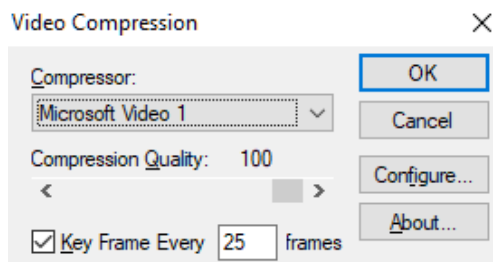 Video Compression
Compressor:
Microsoft Video 1
Compression Quality: 100
Key Frame Every 25 frames
OK
Cancel
Configure...
About...